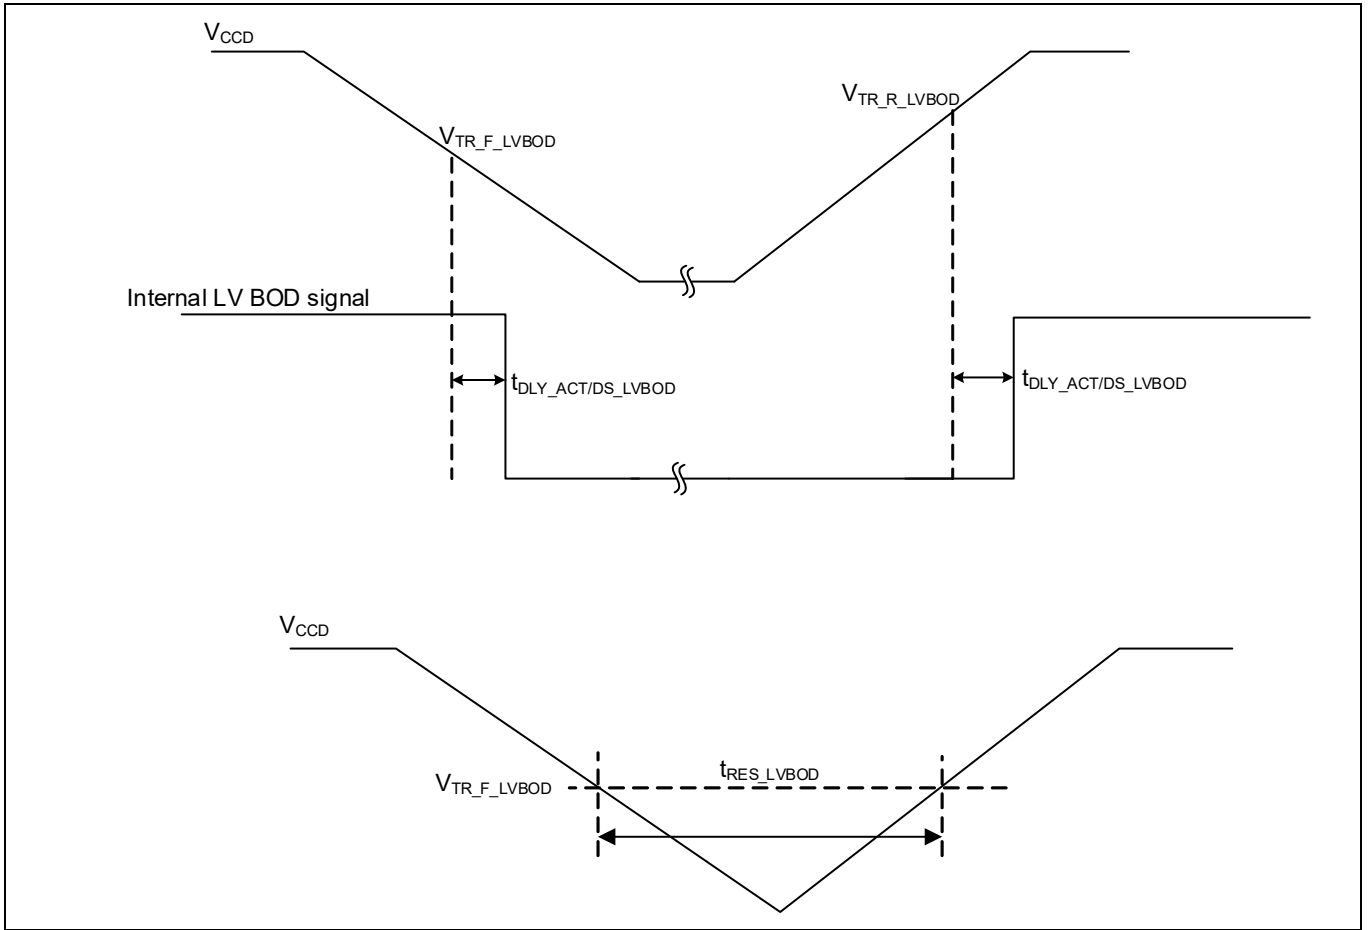 VCCD
VTR_R_LVBOD
VTR_F_LVBOD
Internal LV BOD signal
tDLY_ACT/DS_LVBOD
tDLY_ACT/DS_LVBOD
VCCD
tRES_LVBOD
VTR_F_LVBOD